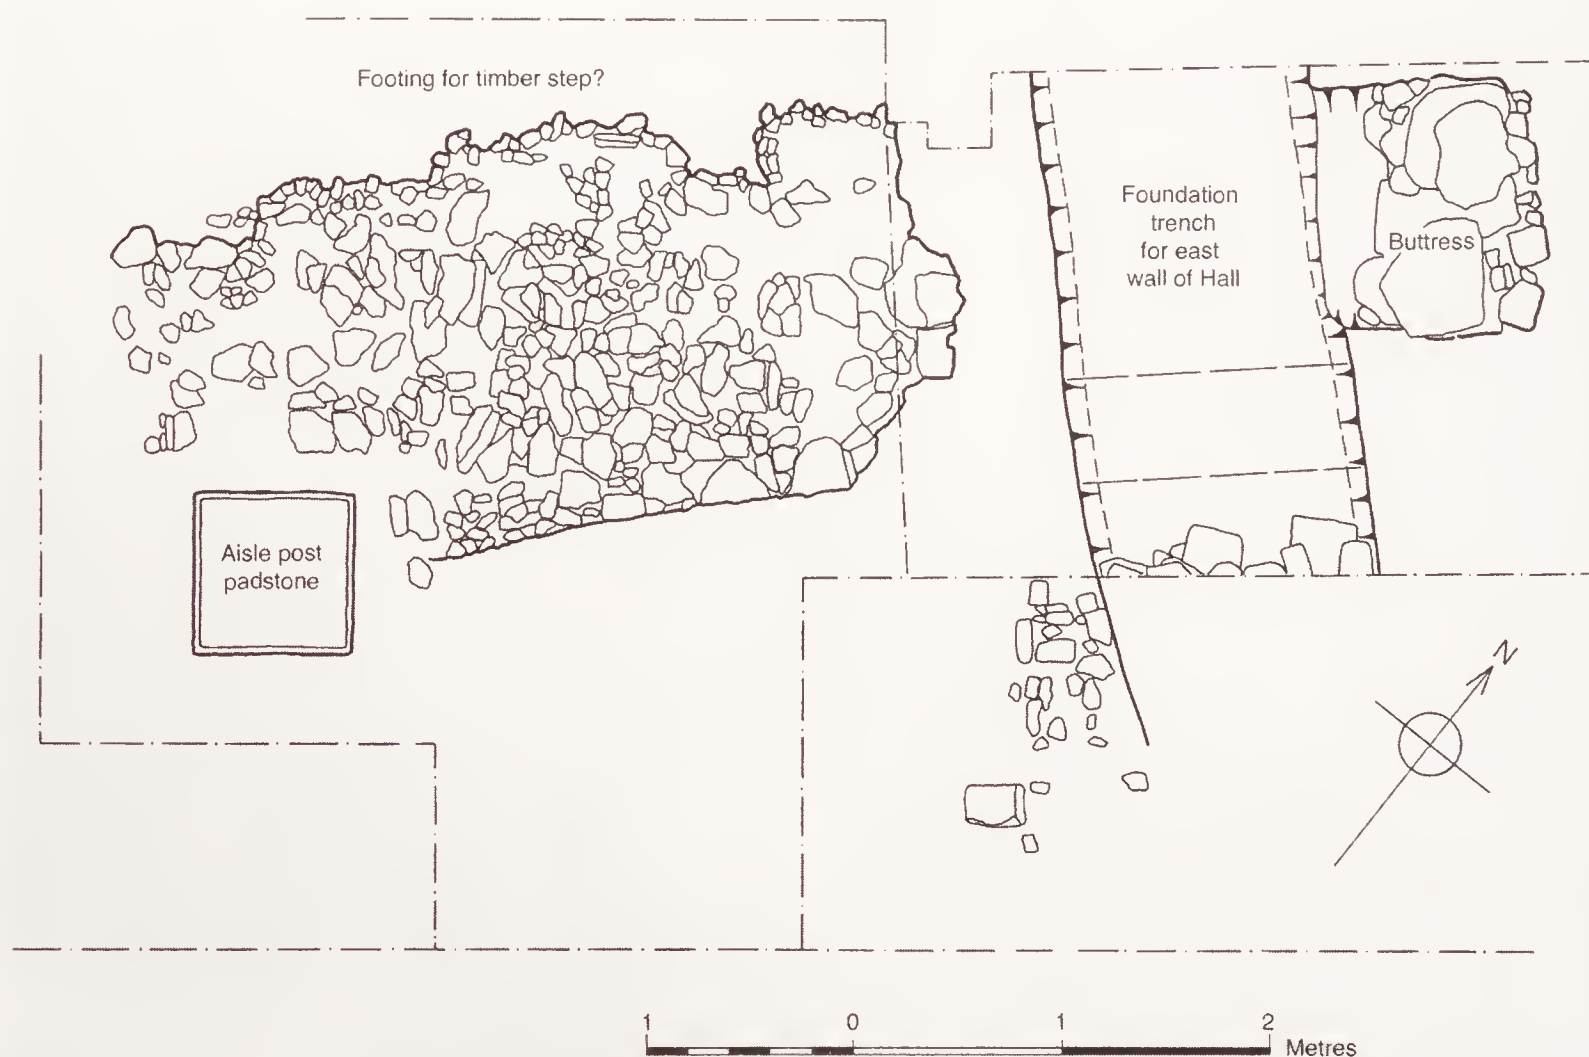 Footing for timber step?
Foundation
trench
for east
wall of Hall
Buttress
Aisle post
padstone
N
1 0 1 2
Metres